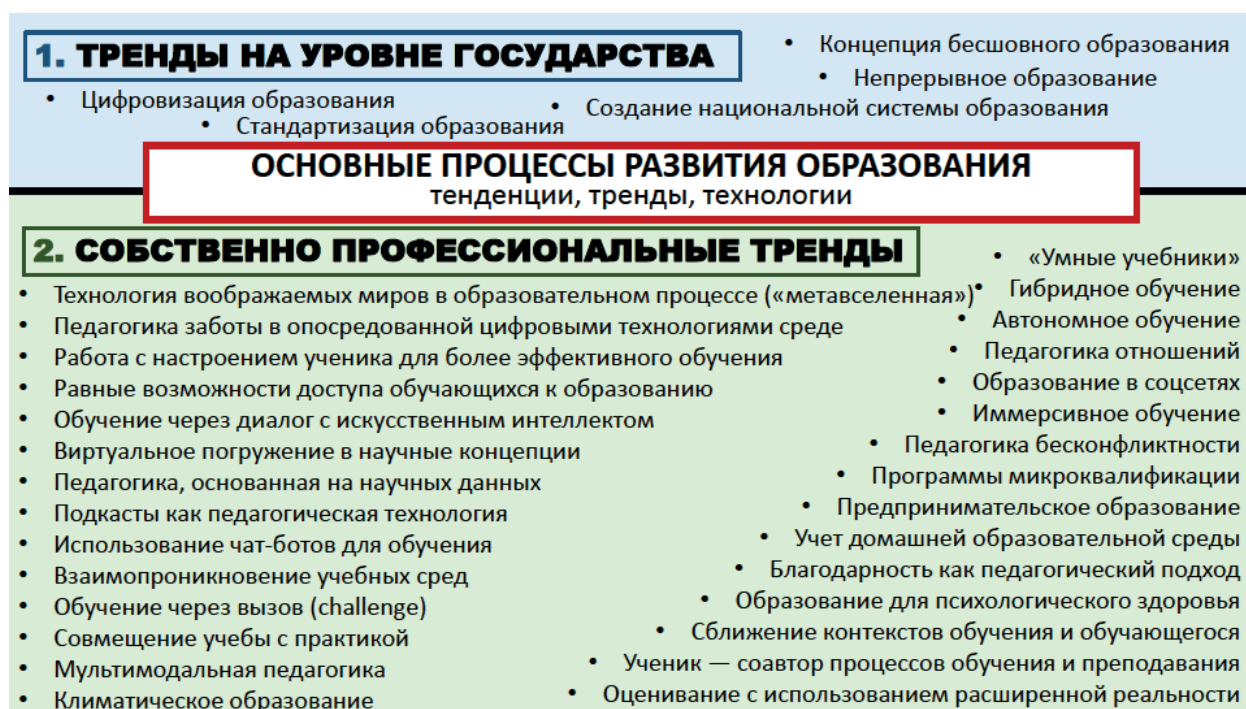 1. ТРЕНДЫ НА УРОВНЕ ГОСУДАРСТВА
• Концепция бесшовного образования
• Непрерывное образование
• Цифровизация образования
• Создание национальной системы образования
• Стандартизация образования
ОСНОВНЫЕ ПРОЦЕССЫ РАЗВИТИЯ ОБРАЗОВАНИЯ
тенденции, тренды, технологии
2. СОБСТВЕННО ПРОФЕССИОНАЛЬНЫЕ ТРЕНДЫ
• Технология воображаемых миров в образовательном процессе («метавселенная»)
• Педагогика заботы в опосредованной цифровыми технологиями среде
• Работа с настроением ученика для более эффективного обучения
• Равные возможности доступа обучающихся к образованию
• Обучение через диалог с искусственным интеллектом
• Виртуальное погружение в научные концепции
• Педагогика, основанная на научных данных
• Подкасты как педагогическая технология
• Использование чат-ботов для обучения
• Взаимопроникновение учебных сред
• Обучение через вызов (challenge)
• Совмещение учебы с практикой
• Мультимодальная педагогика
• Климатическое образование
• «Умные учебники»
• Гибридное обучение
• Автономное обучение
• Педагогика отношений
• Образование в соцсетях
• Иммерсивное обучение
• Педагогика бесконфликтности
• Программы микроквалификации
• Предпринимательское образование
• Учет домашней образовательной среды
• Благодарность как педагогический подход
• Образование для психологического здоровья
• Сближение контекстов обучения и обучающегося
• Ученик — соавтор процессов обучения и преподавания
• Оценивание с использованием расширенной реальности